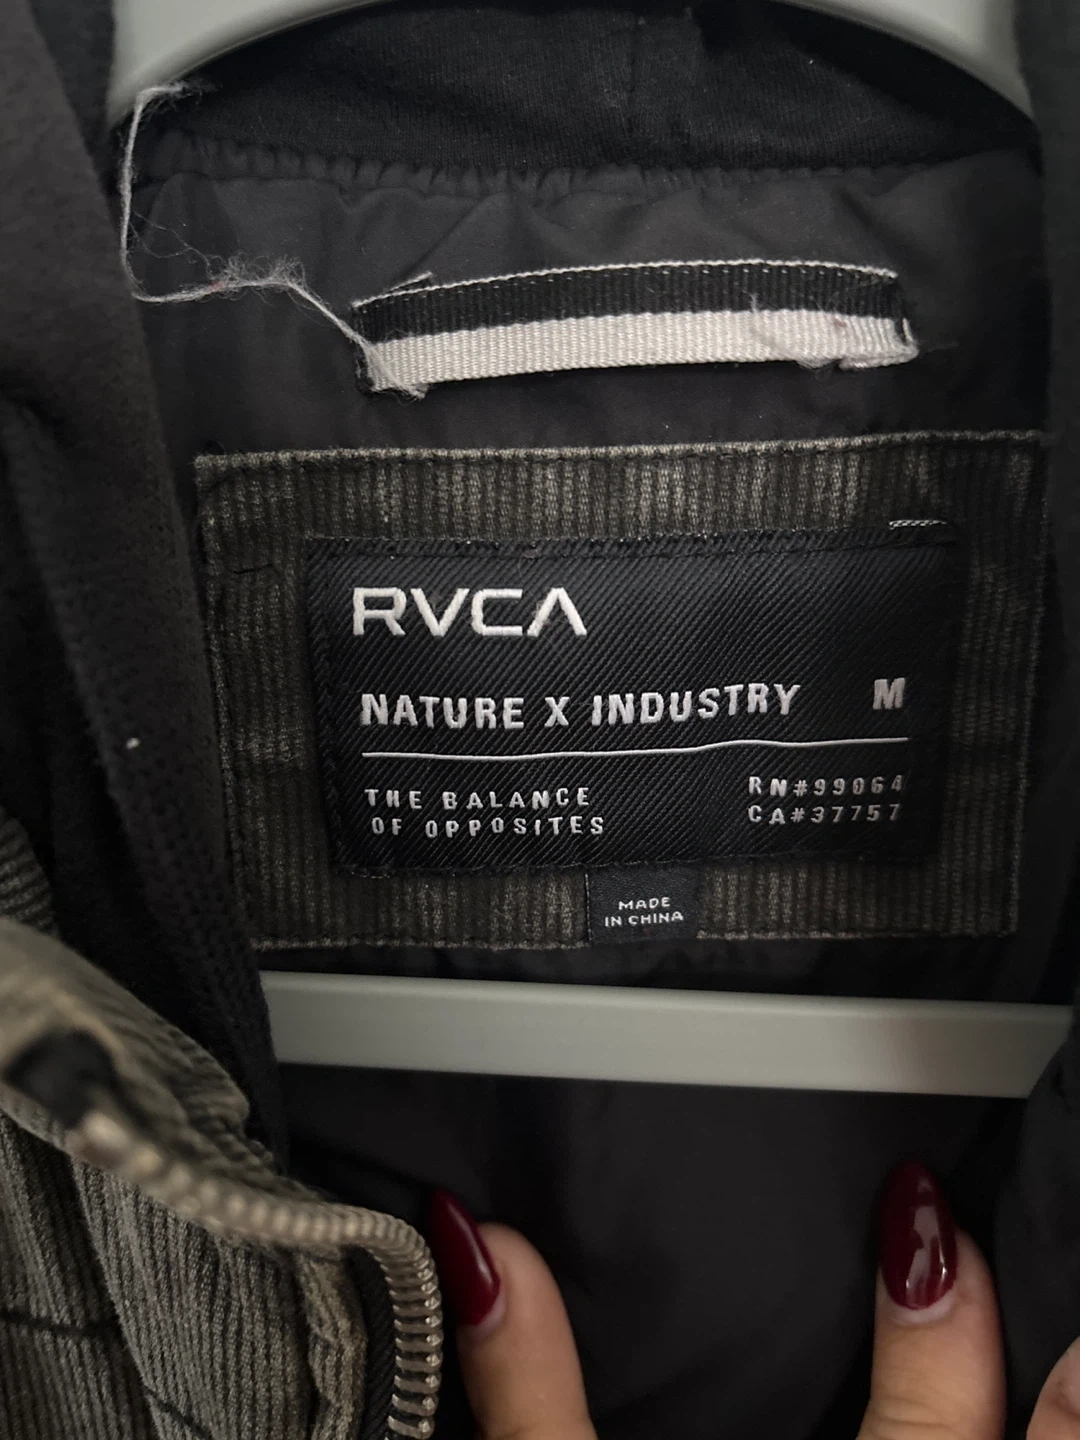 RVCA
NATURE X INDUSTRY M
THE BALANCE
OF OPPOSITES
RN#99064
CA#37757
MADE
IN CHINA